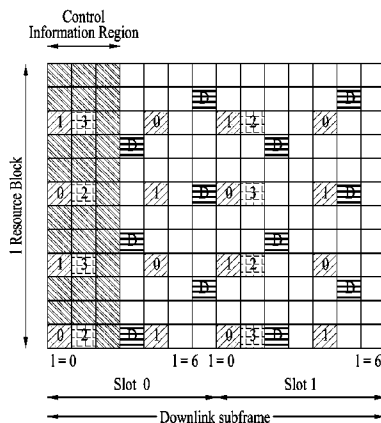 Control
Information Region
1 Resource Block
D D
1 3 0 1 2 0
D D
0 2 1 D 0 3 1 D
D D
1 3 0 1 2 0
D D
0 2 D 1 0 3 D 1
l=0 l=6 l=0 l=6
Slot 0 Slot 1
Downlink subframe